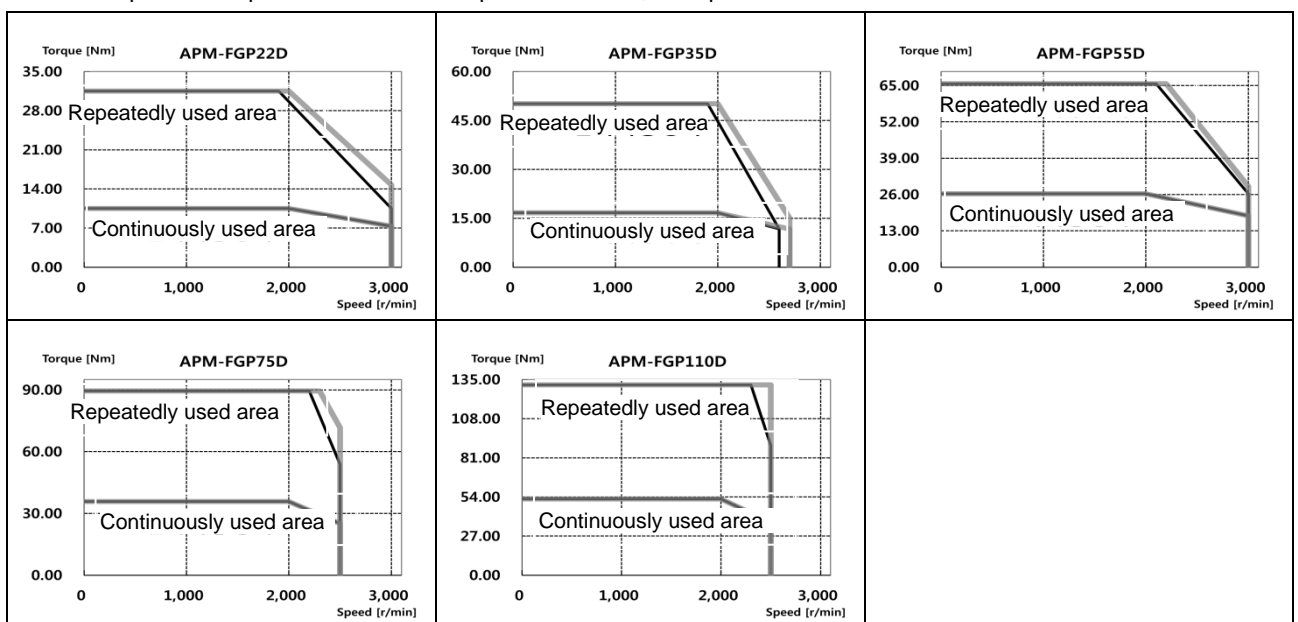 Torque [Nm] APM-FGP22D
35.00
28.00
Repeatedly used area
21.00
14.00
7.00
Continuously used area
0.00
0 1,000 2,000 3,000
Speed [r/min]
Torque [Nm] APM-FGP35D
60.00
45.00
Repeatedly used area
30.00
15.00
Continuously used area
0.00
0 1,000 2,000 3,000
Speed [r/min]
Torque [Nm] APM-FGP55D
65.00
Repeatedly used area
52.00
39.00
26.00
Continuously used area
13.00
0.00
0 1,000 2,000 3,000
Speed [r/min]
Torque [Nm] APM-FGP75D
90.00
Repeatedly used area
60.00
30.00
Continuously used area
0.00
0 1,000 2,000 3,000
Speed [r/min]
Torque [Nm] APM-FGP110D
135.00
Repeatedly used area
108.00
81.00
54.00
Continuously used area
27.00
0.00
0 1,000 2,000 3,000
Speed [r/min]